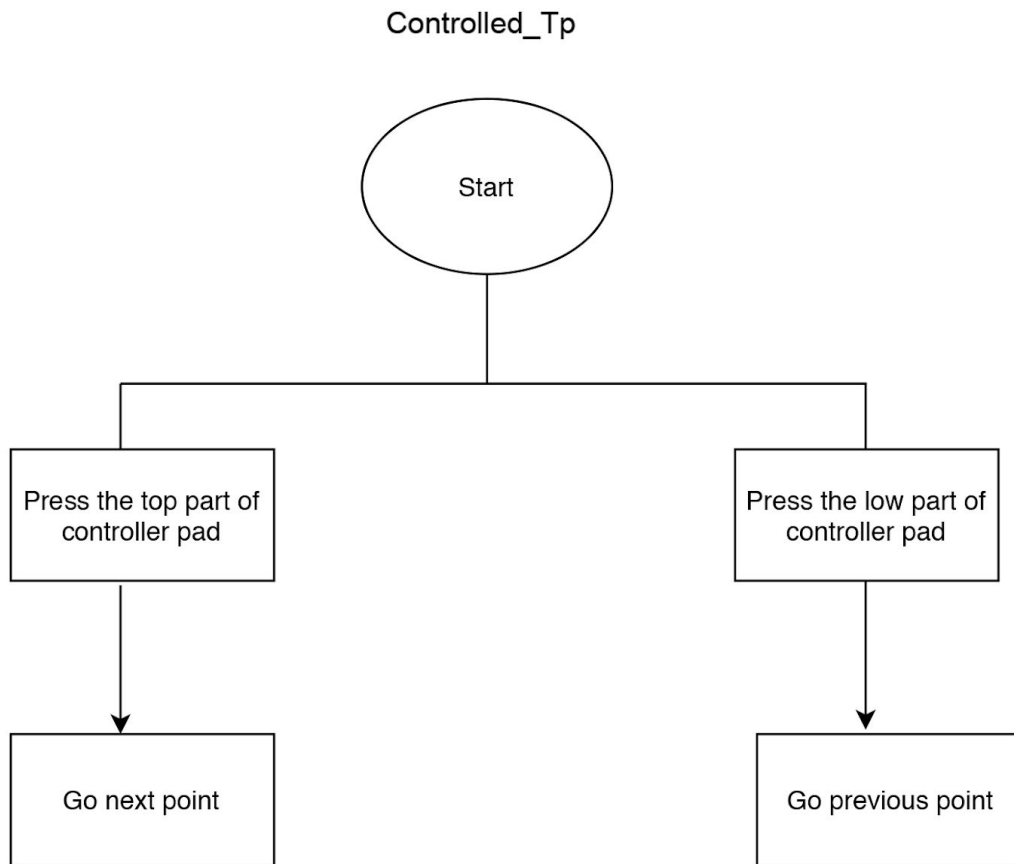 Controlled_Tp
Start
Press the top part of
controller pad
Press the low part of
controller pad
Go next point
Go previous point